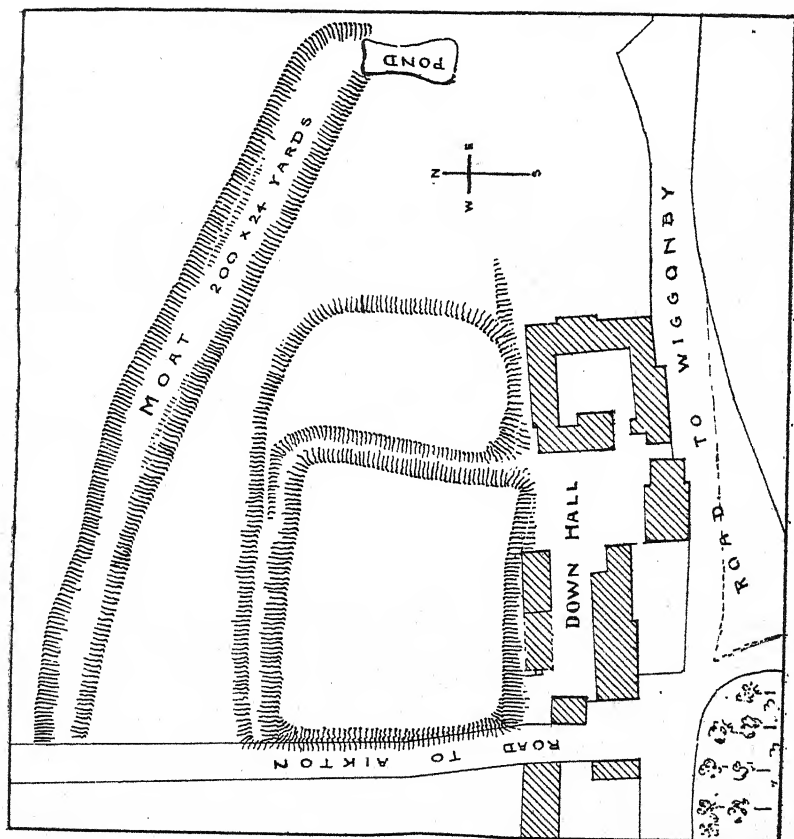 POND
MOAT 200 X 24 YARDS
N
E
W
S
ROAD TO WIGGONBY
DOWN HALL
ROAD TO AIKTON